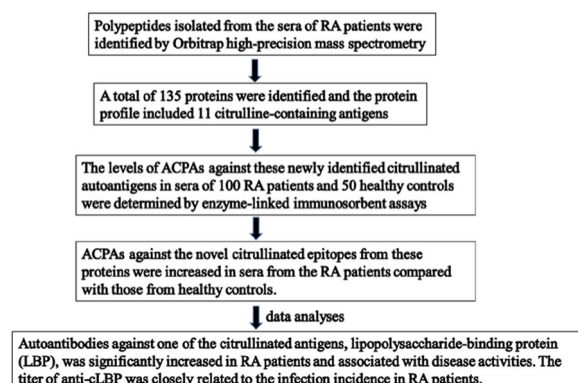 Polypeptides isolated from the sera of RA patients were
identified by Orbitrap high-precision mass spectrometry
A total of 135 proteins were identified and the protein
profile included 11 citrulline-containing antigens
The levels of ACPAs against these newly identified citrullinated
autoantigens in sera of 100 RA patients and 50 healthy controls
were determined by enzyme-linked immunosorbent assays
ACPAs against the novel citrullinated epitopes from these
proteins were increased in sera from the RA patients compared
with those from healthy controls.
data analyses
Autoantibodies against one of the citrullinated antigens, lipopolysaccharide-binding protein
(LBP), was significantly increased in RA patients and associated with disease activities. The
titer of anti-cLBP was closely related to the infection incidence in RA patients.